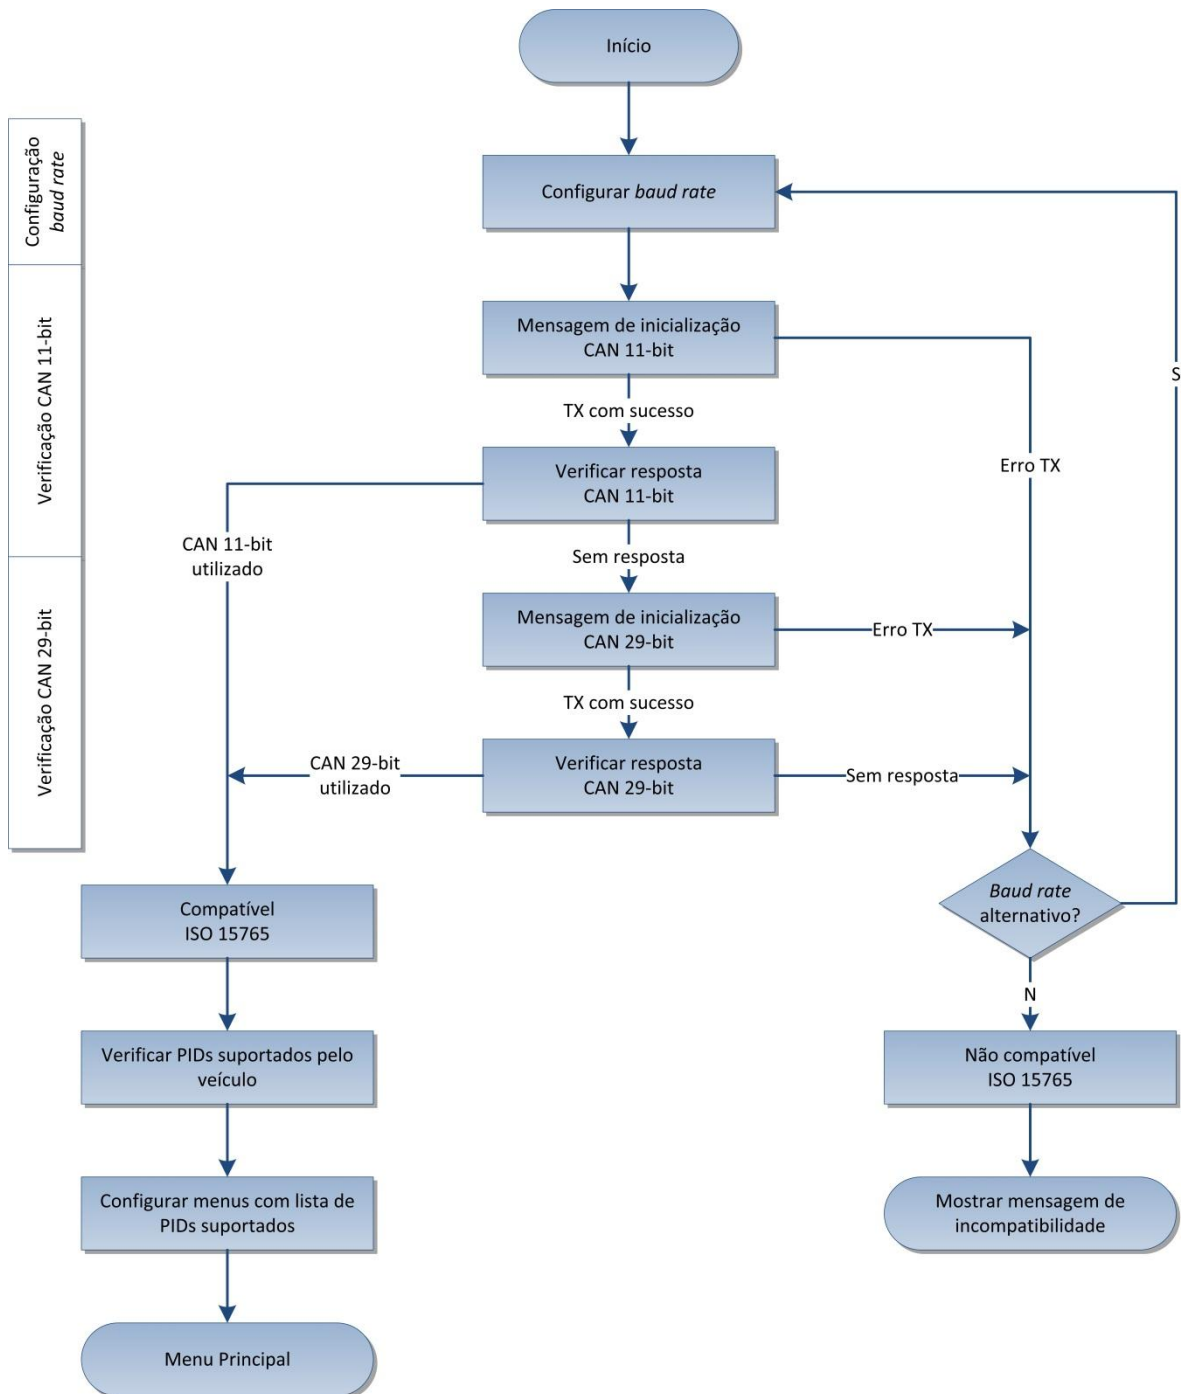 Início
Configuração
baud rate
Configurar baud rate
Verificação CAN 11-bit
Mensagem de inicialização
CAN 11-bit
S
TX com sucesso
Erro TX
Verificar resposta
CAN 11-bit
CAN 11-bit
utilizado
Sem resposta
Verificação CAN 29-bit
Mensagem de inicialização
CAN 29-bit
Erro TX
TX com sucesso
CAN 29-bit
utilizado
Verificar resposta
CAN 29-bit
Sem resposta
Baud rate
alternativo?
Compatível
ISO 15765
N
Verificar PIDs suportados pelo
veículo
Não compatível
ISO 15765
Configurar menus com lista de
PIDs suportados
Mostrar mensagem de
incompatibilidade
Menu Principal